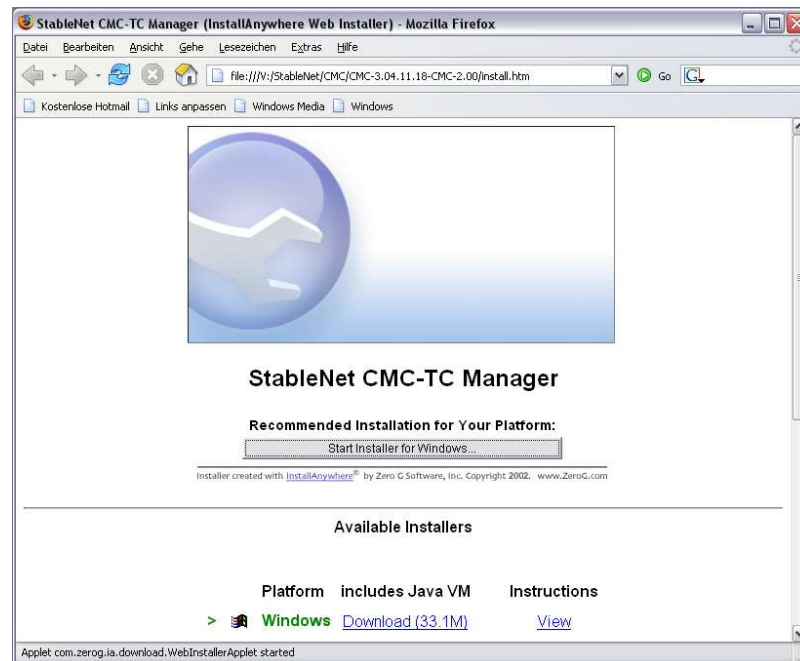 StableNet CMC-TC Manager (InstallAnywhere Web Installer) - Mozilla Firefox
Datei Bearbeiten Ansicht Gehe Lesezeichen Extras Hilfe
file:///V:/StableNet/CMC/CMC-3.04.11.18-CMC-2.00/install.htm Go G
Kostenlose Hotmail Links anpassen Windows Media Windows
StableNet CMC-TC Manager
Recommended Installation for Your Platform:
Start Installer for Windows...
Installer created with InstallAnywhere® by Zero G Software, Inc. Copyright 2002. www.ZeroG.com
Available Installers
Platform includes Java VM Instructions
> Windows Download (33.1M) View
Applet com.zerog.ia.download.WebInstallerApplet started